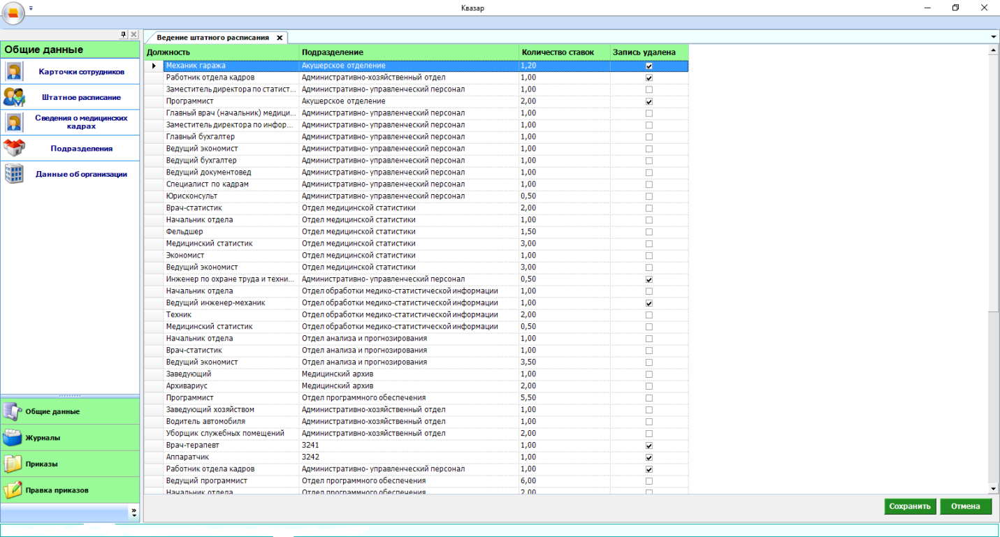 Квазар
Общие данные
Карточки сотрудников
Штатное расписание
Сведения о медицинских
кадрах
Подразделения
Данные об организации
Общие данные
Журналы
Приказы
Правка приказов
Ведение штатного расписания
Должность Подразделение Количество ставок Запись удалена
Механик гаража Акушерское отделение 1,20
Работник отдела кадров Административно-хозяйственный отдел 1,00
Заместитель директора по статист... Административно- управленческий персонал 1,00
Программист Акушерское отделение 2,00
Главный врач (начальник) медици... Административно- управленческий персонал 1,00
Заместитель директора по инфор... Административно- управленческий персонал 1,00
Главный бухгалтер Административно- управленческий персонал 1,00
Ведущий экономист Административно- управленческий персонал 1,00
Ведущий бухгалтер Административно- управленческий персонал 1,00
Ведущий документовед Административно- управленческий персонал 1,00
Специалист по кадрам Административно- управленческий персонал 1,00
Юрисконсульт Административно- управленческий персонал 0,50
Врач-статистик Отдел медицинской статистики 2,00
Начальник отдела Отдел медицинской статистики 1,00
Фельдшер Отдел медицинской статистики 1,50
Медицинский статистик Отдел медицинской статистики 3,00
Экономист Отдел медицинской статистики 1,00
Ведущий экономист Отдел медицинской статистики 3,00
Инженер по охране труда и техни... Административно- управленческий персонал 0,50
Начальник отдела Отдел обработки медико-статистической информации 1,00
Ведущий инженер-механик Отдел обработки медико-статистической информации 1,00
Техник Отдел обработки медико-статистической информации 2,00
Медицинский статистик Отдел обработки медико-статистической информации 0,50
Начальник отдела Отдел анализа и прогнозирования 1,00
Врач-статистик Отдел анализа и прогнозирования 1,00
Ведущий экономист Отдел анализа и прогнозирования 3,50
Заведующий Медицинский архив 1,00
Архивариус Медицинский архив 2,00
Программист Отдел программного обеспечения 5,50
Заведующий хозяйством Административно-хозяйственный отдел 1,00
Водитель автомобиля Административно-хозяйственный отдел 1,00
Уборщик служебных помещений Административно-хозяйственный отдел 2,00
Врач-терапевт 3241 1,00
Аппаратчик 3242 1,00
Работник отдела кадров Административно- управленческий персонал 1,00
Ведущий программист Отдел программного обеспечения 6,00
Начальник отдела Отдел программного обеспечения 2,00
Сохранить Отмена